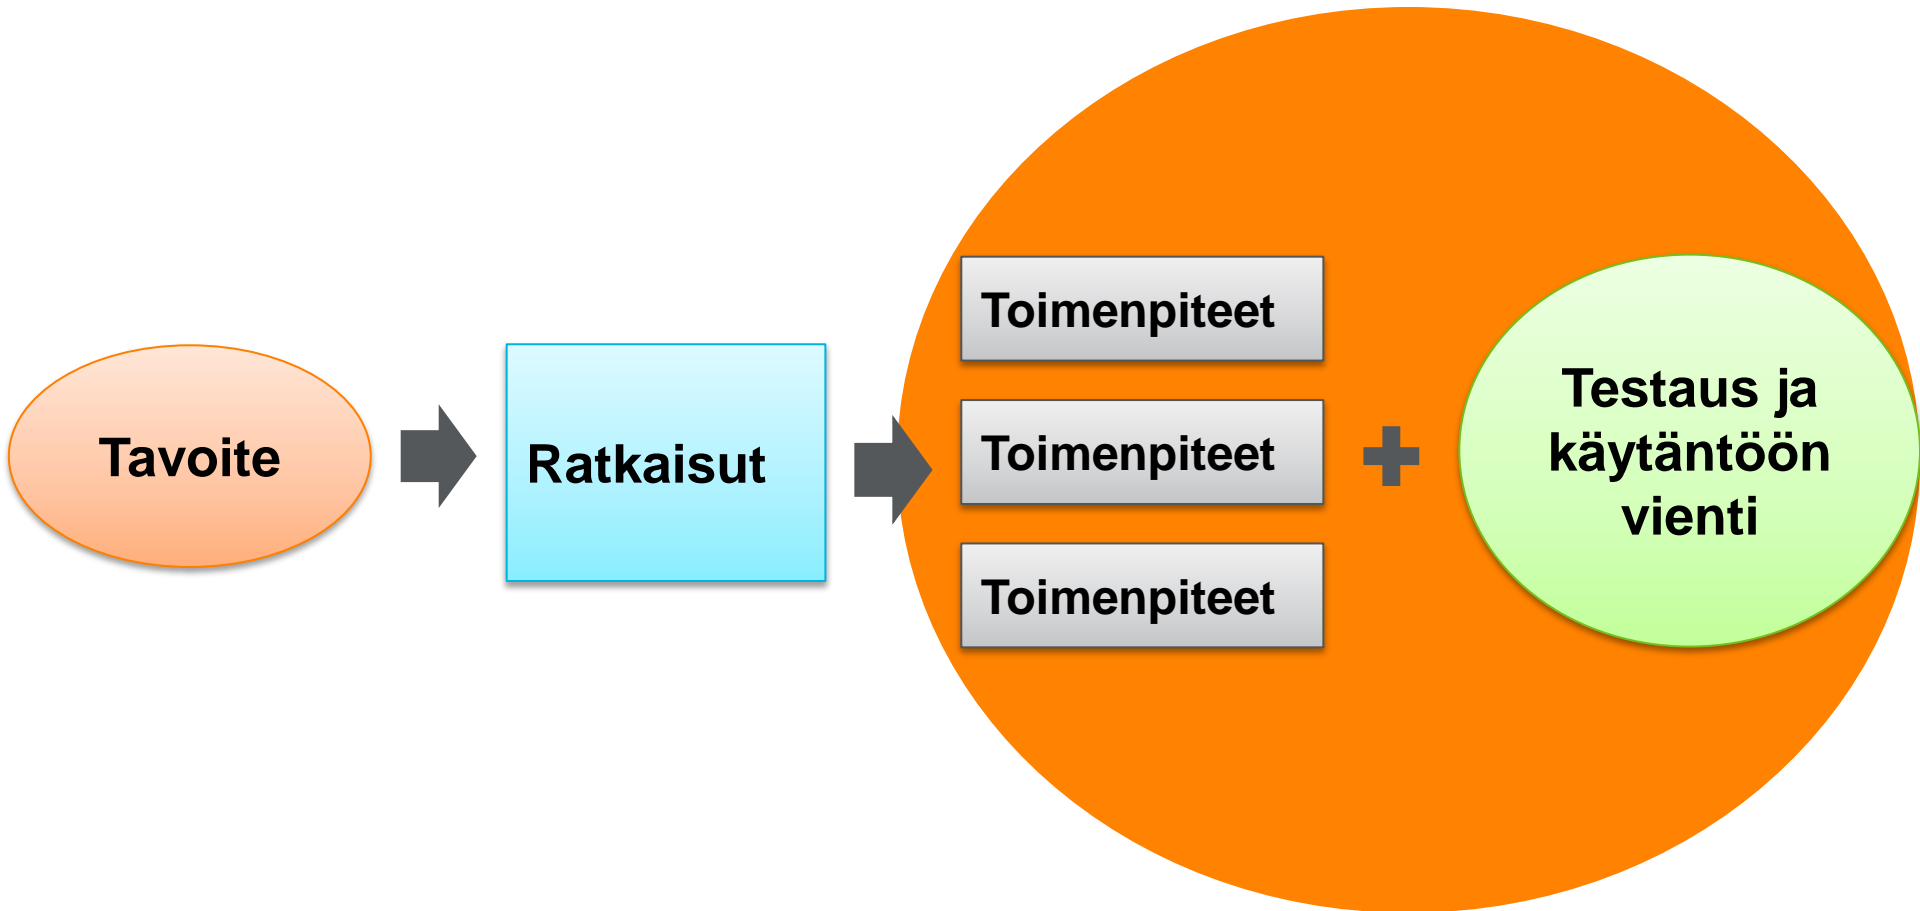 Tavoite
Ratkaisut
Toimenpiteet
Toimenpiteet
Toimenpiteet
Testaus ja
käytäntöön
vienti